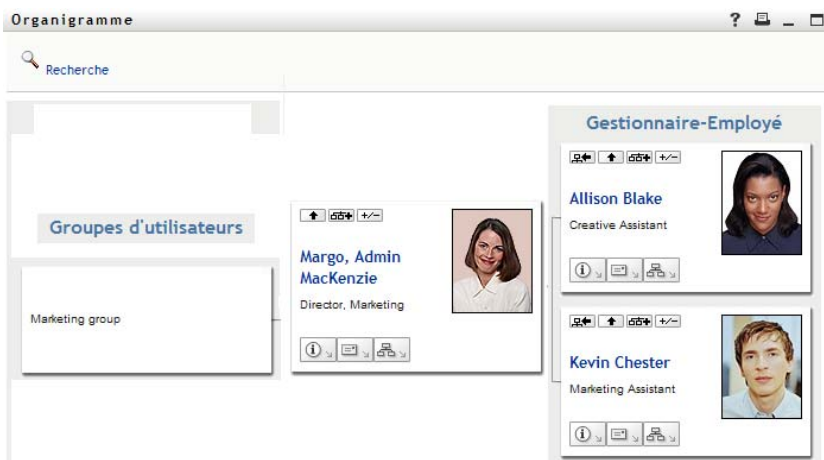 Organigramme
Recherche
Groupes d'utilisateurs
Marketing group
Margo, Admin
MacKenzie
Director, Marketing
Gestionnaire-Employé
Allison Blake
Creative Assistant
Kevin Chester
Marketing Assistant